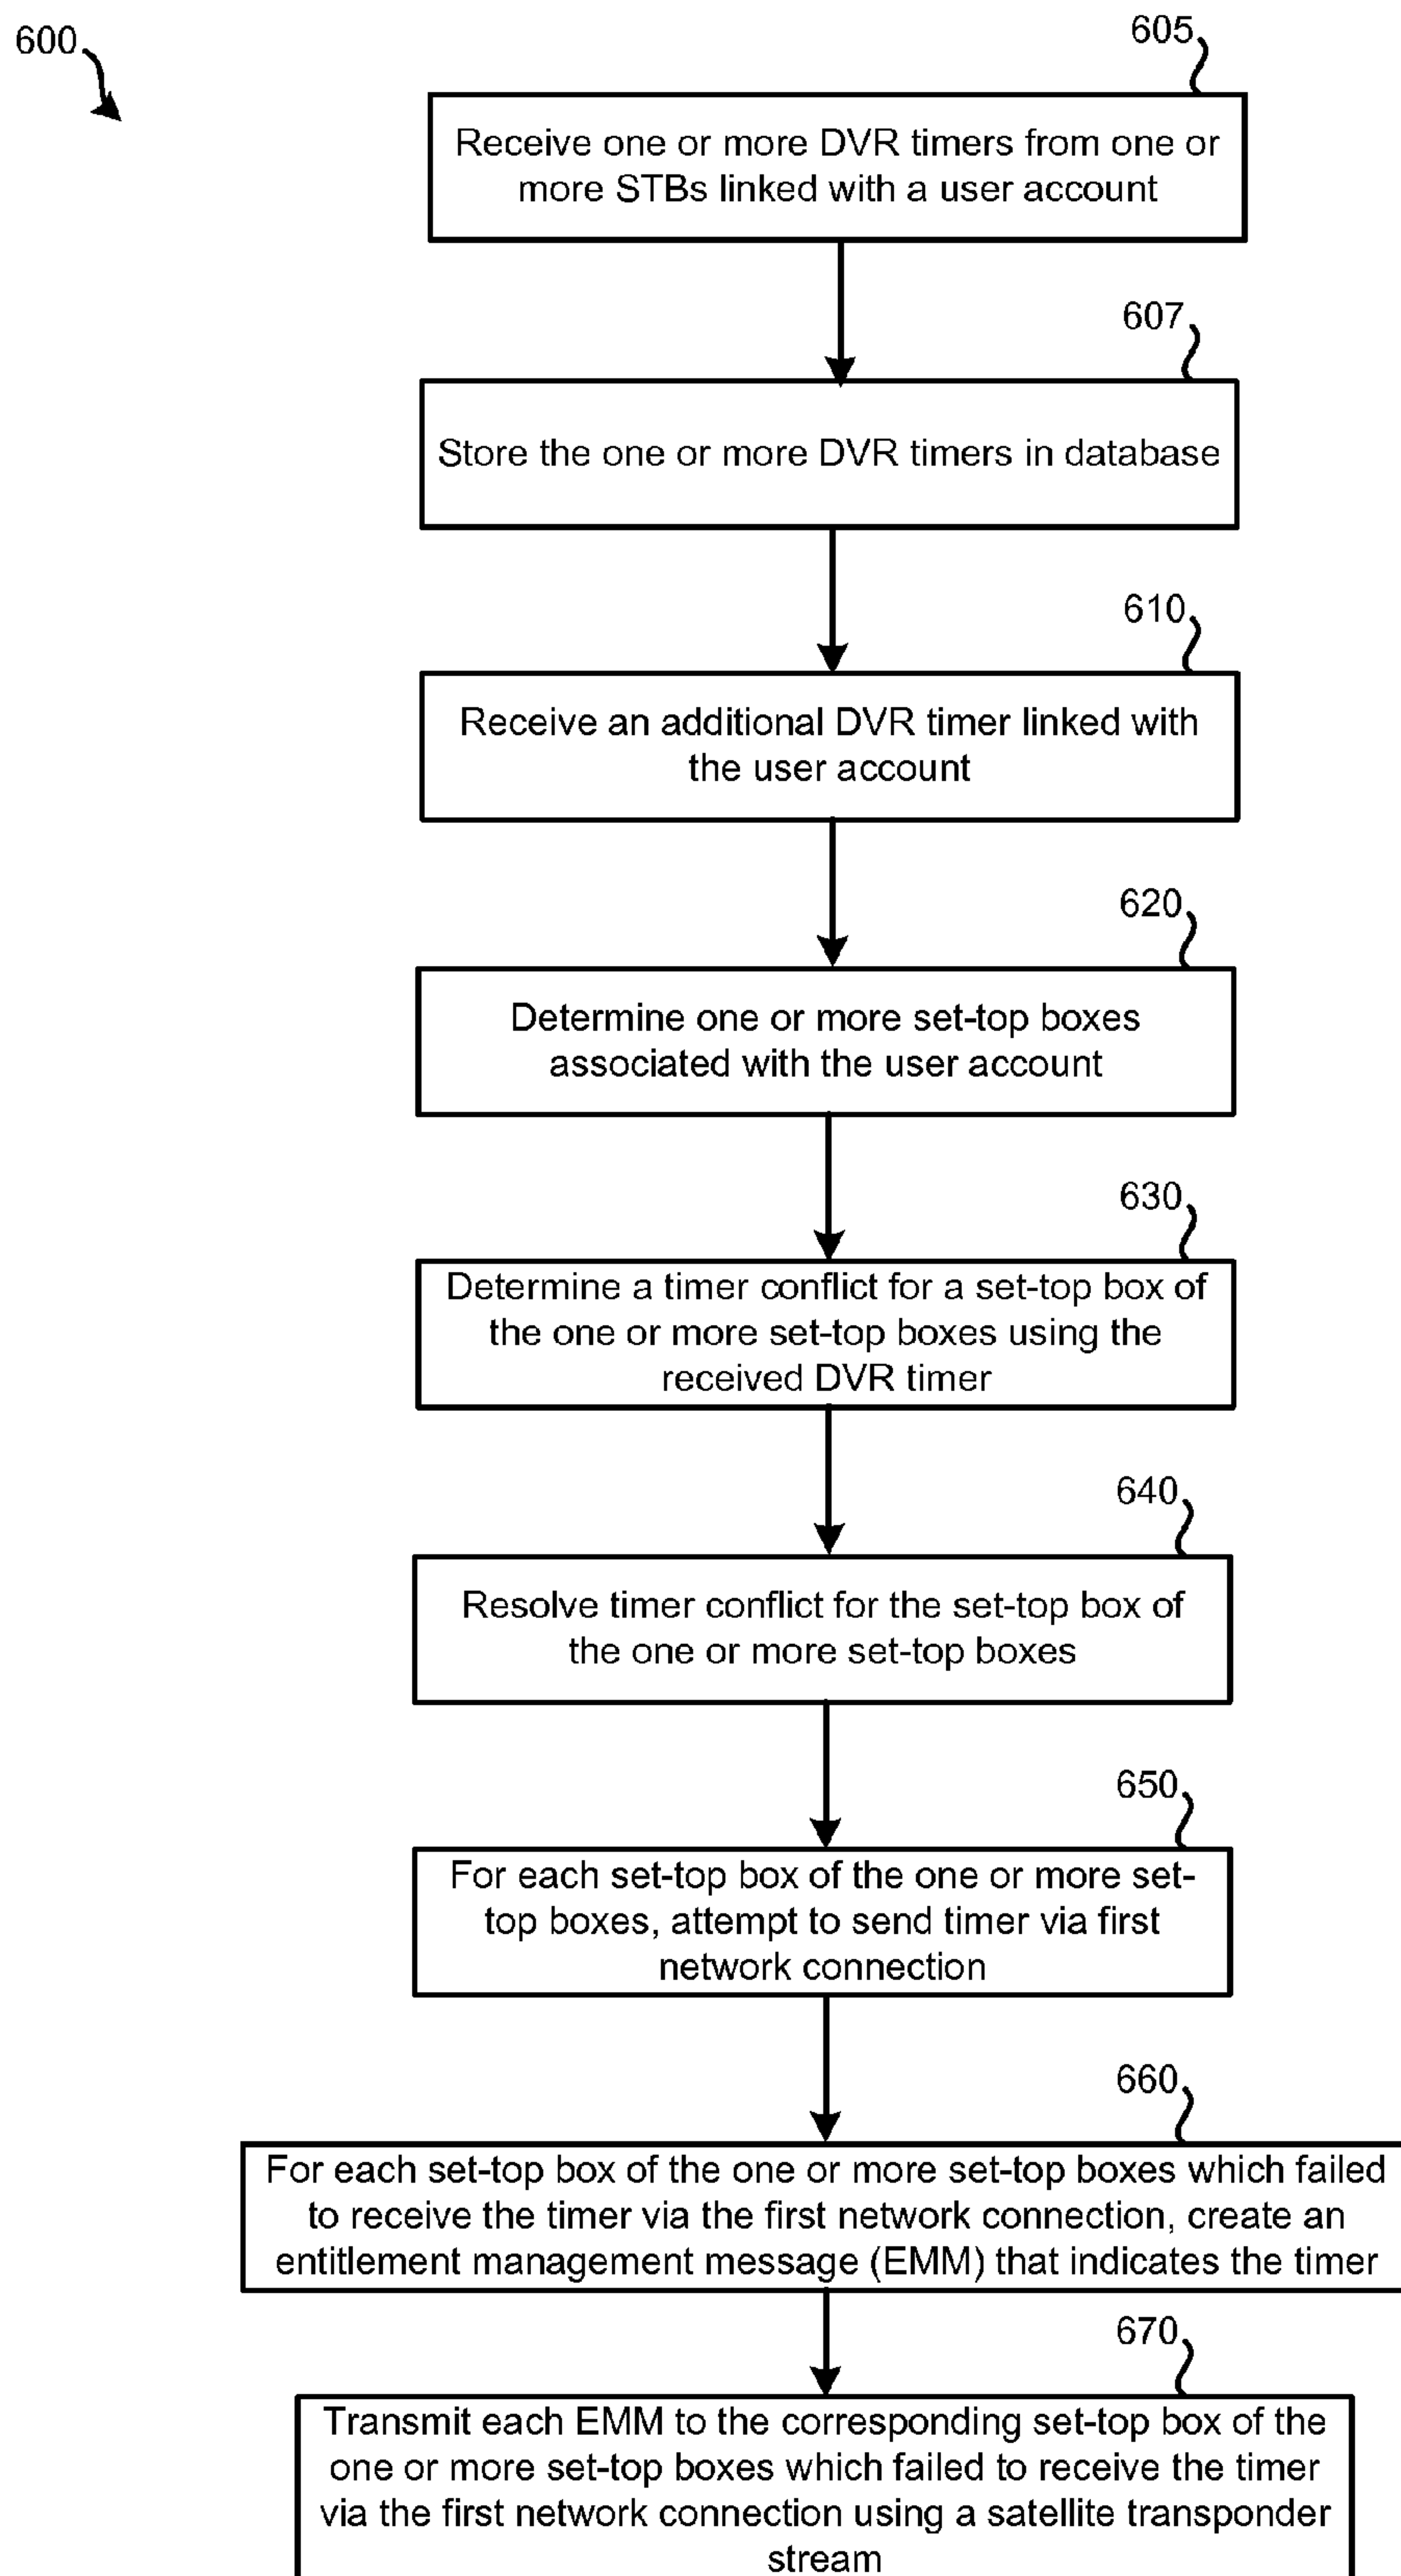 600
605
Receive one or more DVR timers from one or
more STBs linked with a user account
607
Store the one or more DVR timers in database
610
Receive an additional DVR timer linked with
the user account
620
Determine one or more set-top boxes
associated with the user account
630
Determine a timer conflict for a set-top box of
the one or more set-top boxes using the
received DVR timer
640
Resolve timer conflict for the set-top box of
the one or more set-top boxes
650
For each set-top box of the one or more set-
top boxes, attempt to send timer via first
network connection
660
For each set-top box of the one or more set-top boxes which failed
to receive the timer via the first network connection, create an
entitlement management message (EMM) that indicates the timer
670
Transmit each EMM to the corresponding set-top box of the
one or more set-top boxes which failed to receive the timer
via the first network connection using a satellite transponder
stream